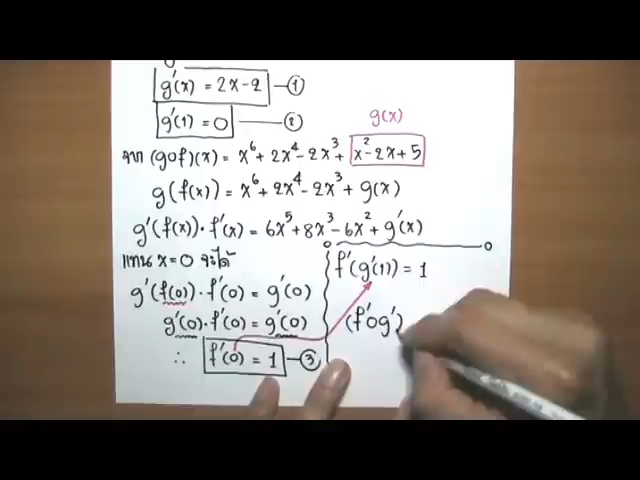 g'(x) = 2x-2 —①
g'(1) = 0 —②
g(x)
จาก (gof)(x) = x⁶ + 2x⁴ - 2x³ + x² - 2x + 5
g(f(x)) = x⁶ + 2x⁴ - 2x³ + g(x)
g'(f(x))·f'(x) = 6x⁵ + 8x³ - 6x² + g'(x)
แทน x = 0 จะได้
g'(f(0))·f'(0) = g'(0)
g'(0)·f'(0) = g'(0)
∴ f'(0) = 1 —③
f'(g'(1)) = 1
(f'og')